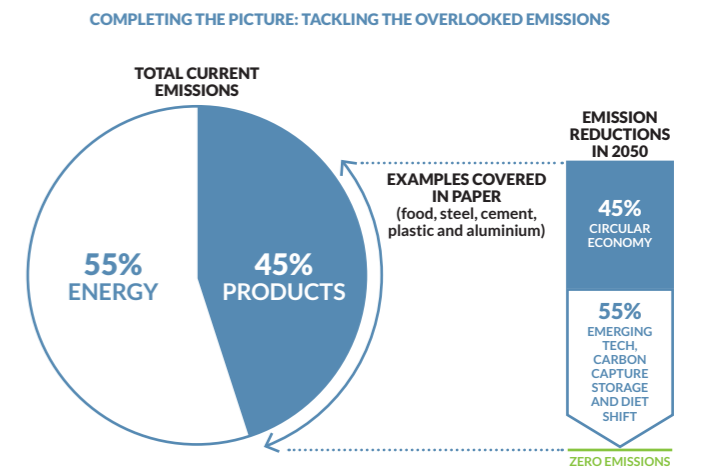 COMPLETING THE PICTURE: TACKLING THE OVERLOOKED EMISSIONS
TOTAL CURRENT
EMISSIONS
55%
ENERGY
45%
PRODUCTS
EXAMPLES COVERED
IN PAPER
(food, steel, cement,
plastic and aluminium)
EMISSION
REDUCTIONS
IN 2050
45%
CIRCULAR
ECONOMY
55%
EMERGING
TECH,
CARBON
CAPTURE
STORAGE
AND DIET
SHIFT
ZERO EMISSIONS